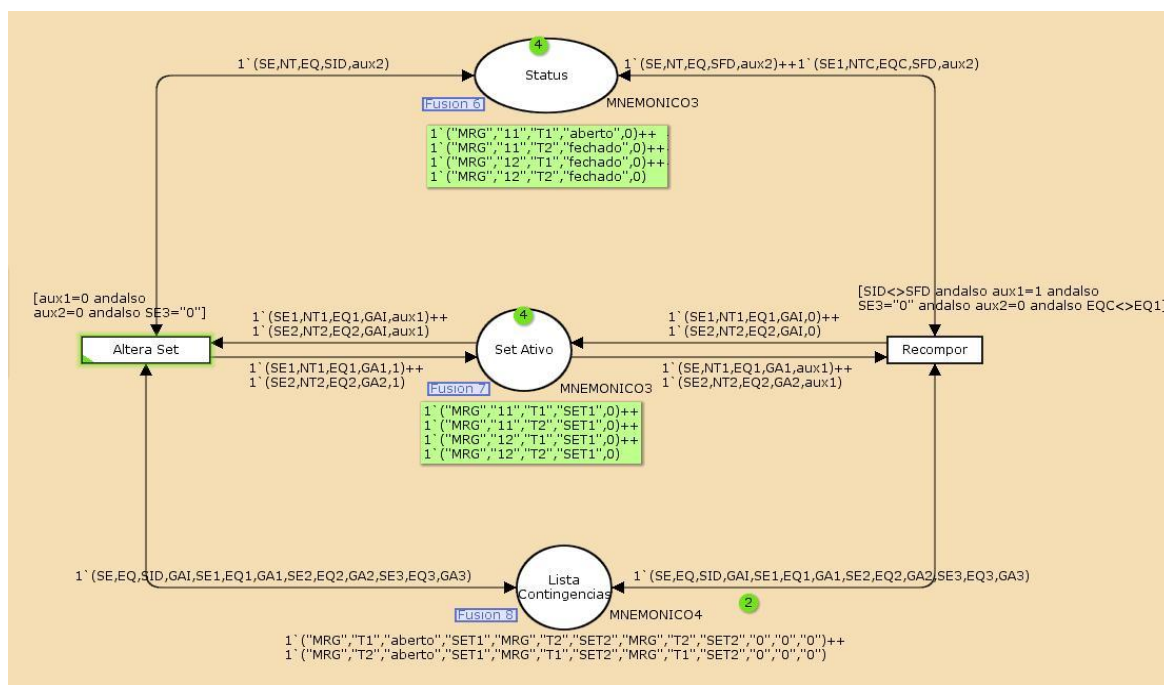 4
1`(SE,NT,EQ,SID,aux2)
Status
1`(SE,NT,EQ,SFD,aux2)++1`(SE1,NTC,EQC,SFD,aux2)
Fusion 6
MNEMONICO3
1`("MRG","11","T1","aberto",0)++
1`("MRG","11","T2","fechado",0)++
1`("MRG","12","T1","fechado",0)++
1`("MRG","12","T2","fechado",0)
[aux1=0 andalso
aux2=0 andalso SE3="0"]
[SID<>SFD andalso aux1=1 andalso
SE3="0" andalso aux2=0 andalso EQC<>EQ1]
1`(SE1,NT1,EQ1,GAI,aux1)++
1`(SE2,NT2,EQ2,GAI,aux1)
4
1`(SE1,NT1,EQ1,GAI,0)++
1`(SE2,NT2,EQ2,GAI,0)
Altera Set
Set Ativo
Recompor
1`(SE1,NT1,EQ1,GA1,1)++
1`(SE2,NT2,EQ2,GA2,1)
1`(SE1,NT1,EQ1,GA1,aux1)++
1`(SE2,NT2,EQ2,GA2,aux1)
Fusion 7
MNEMONICO3
1`("MRG","11","T1","SET1",0)++
1`("MRG","11","T2","SET1",0)++
1`("MRG","12","T1","SET1",0)++
1`("MRG","12","T2","SET1",0)
1`(SE,EQ,SID,GAI,SE1,EQ1,GA1,SE2,EQ2,GA2,SE3,EQ3,GA3)
Lista
Contingencias
1`(SE,EQ,SID,GAI,SE1,EQ1,GA1,SE2,EQ2,GA2,SE3,EQ3,GA3)
2
Fusion 8
MNEMONICO4
1`("MRG","T1","aberto","SET1","MRG","T2","SET2","MRG","T2","SET2","0","0","0")++
1`("MRG","T2","aberto","SET1","MRG","T1","SET2","MRG","T1","SET2","0","0","0")